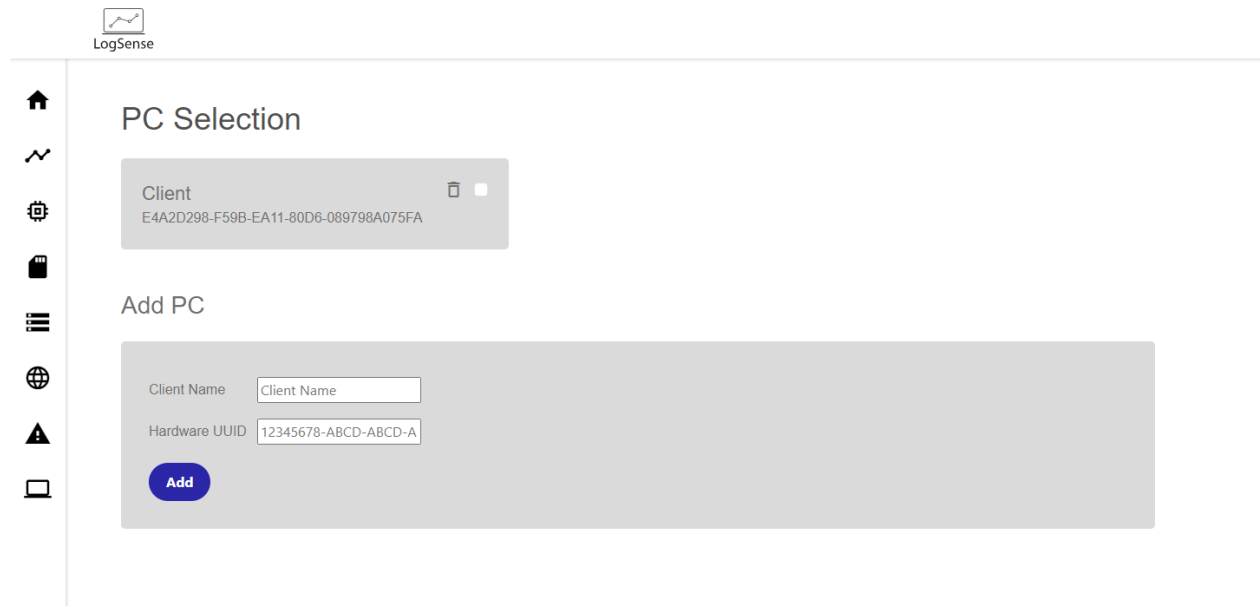 LogSense
PC Selection
Client
E4A2D298-F59B-EA11-80D6-089798A075FA
Add PC
Client Name Client Name
Hardware UUID 12345678-ABCD-ABCD-A
Add